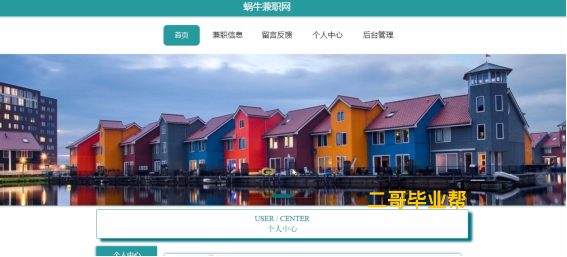 蜗牛兼职网
首页 兼职信息 留言反馈 个人中心 后台管理
二哥毕业帮
USER / CENTER
个人中心
个人中心